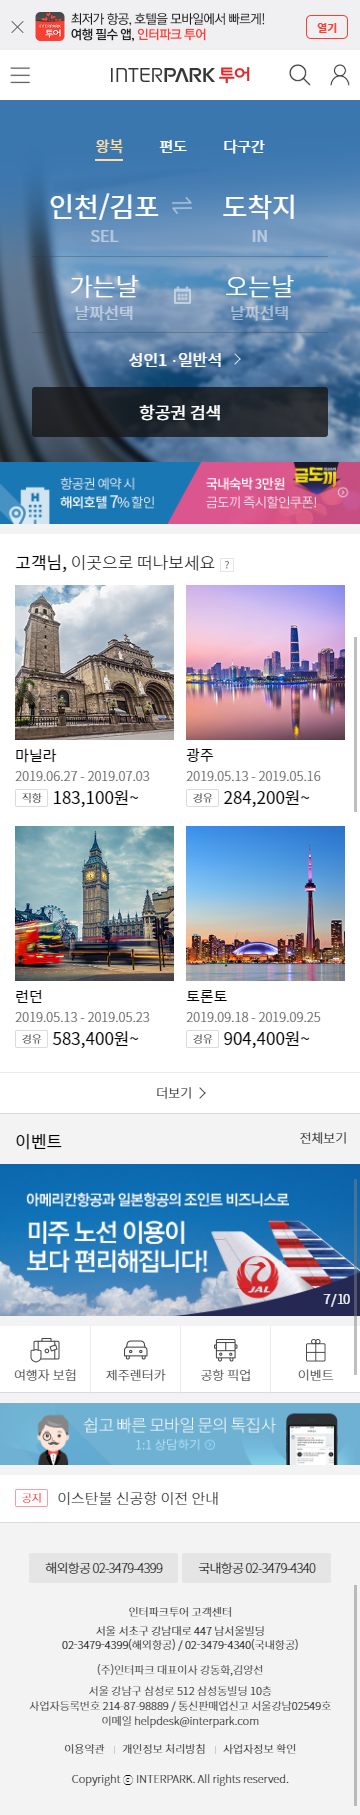 최저가 항공, 호텔을 모바일에서 빠르게!
여행 필수 앱, 인터파크 투어
투어
열기
INTERPARK 투어
왕복 편도 다구간
인천/김포 도착지
SEL IN
가는날 오는날
날짜선택 날짜선택
성인1 ·일반석
항공권 검색
항공권 예약 시
해외호텔 7% 할인
국내숙박 3만원
금도끼 즉시할인쿠폰!
금도끼
고객님, 이곳으로 떠나보세요 ?
마닐라
2019.06.27 - 2019.07.03
직항 183,100원~
광주
2019.05.13 - 2019.05.16
경유 284,200원~
런던
2019.05.13 - 2019.05.23
경유 583,400원~
토론토
2019.09.18 - 2019.09.25
경유 904,400원~
더보기
이벤트 전체보기
아메리칸항공과 일본항공의 조인트 비즈니스로
미주 노선 이용이
보다 편리해집니다!
JAL
7/10
여행자 보험 제주렌터카 공항 픽업 이벤트
쉽고 빠른 모바일 문의 톡집사
1:1 상담하기
공지 이스탄불 신공항 이전 안내
해외항공 02-3479-4399 국내항공 02-3479-4340
인터파크투어 고객센터
서울 서초구 강남대로 447 남서울빌딩
02-3479-4399(해외항공) / 02-3479-4340(국내항공)
(주)인터파크 대표이사 강동화,김양선
서울 강남구 삼성로 512 삼성동빌딩 10층
사업자등록번호 214-87-98889 / 통신판매업신고 서울강남02549호
이메일 helpdesk@interpark.com
이용약관 | 개인정보 처리방침 | 사업자정보 확인
Copyright ⓒ INTERPARK. All rights reserved.